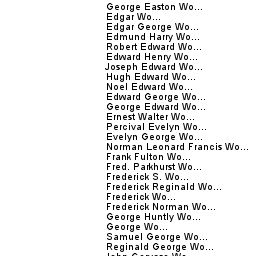 George Easton Wo...
Edgar Wo...
Edgar George Wo...
Edmund Harry Wo...
Robert Edward Wo...
Edward Henry Wo...
Joseph Edward Wo...
Hugh Edward Wo...
Noel Edward Wo...
Edward George Wo...
George Edward Wo...
Ernest Walter Wo...
Percival Evelyn Wo...
Evelyn George Wo...
Norman Leonard Francis Wo...
Frank Fulton Wo...
Fred. Parkhurst Wo...
Frederick S. Wo...
Frederick Reginald Wo...
Frederick Wo...
Frederick Norman Wo...
George Huntly Wo...
George Wo...
Samuel George Wo...
Reginald George Wo...